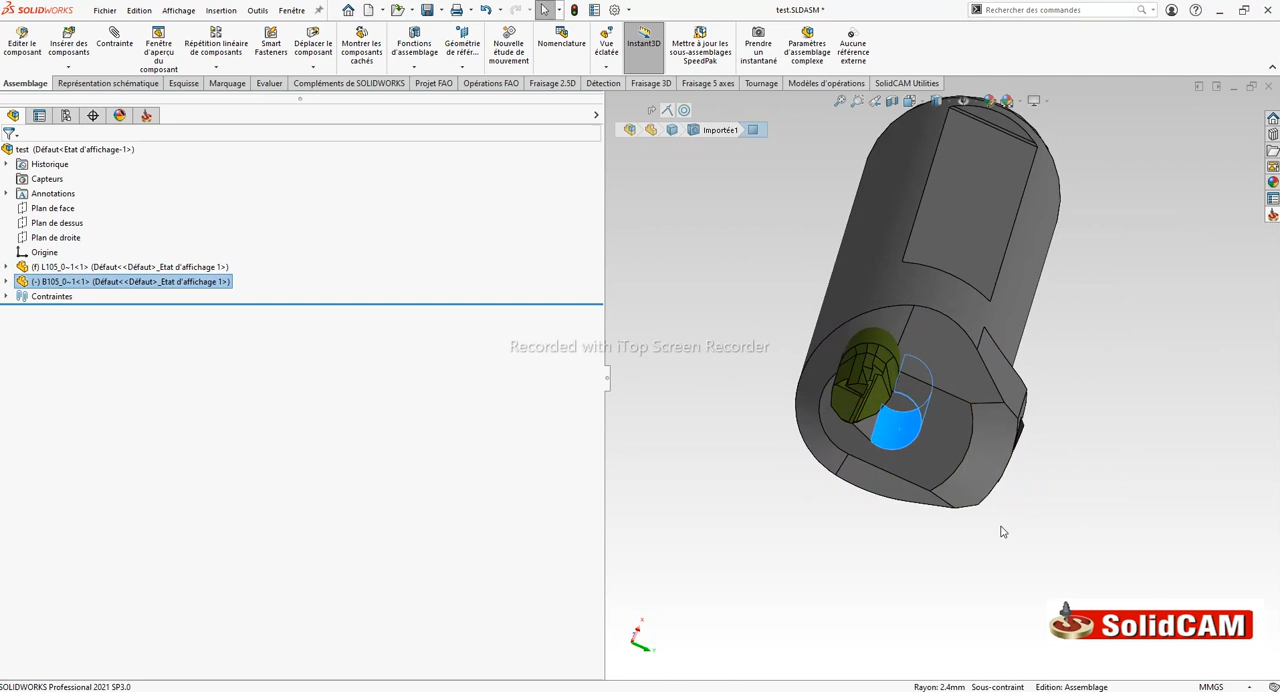 SOLIDWORKS
Fichier Edition Affichage Insertion Outils Fenêtre
test.SLDASM *
Rechercher des commandes
Editer le composant
Insérer des composants
Contrainte
Fenêtre d'aperçu du composant
Répétition linéaire de composants
Smart Fasteners
Déplacer le composant
Montrer les composants cachés
Fonctions d'assemblage
Géométrie de référ...
Nouvelle étude de mouvement
Nomenclature
Vue éclatée
Instant3D
Mettre à jour les sous-assemblages SpeedPak
Prendre un instantané
Paramètres d'assemblage complexe
Aucune référence externe
Assemblage Représentation schématique Esquisse Marquage Evaluer Compléments de SOLIDWORKS Projet FAO Opérations FAO Fraisage 2.5D Détection Fraisage 3D Fraisage 5 axes Tournage Modèles d'opérations SolidCAM Utilities
Importée1
test (Défaut<Etat d'affichage-1>)
Historique
Capteurs
Annotations
Plan de face
Plan de dessus
Plan de droite
Origine
(f) L105_0~1<1> (Défaut<<Défaut>_Etat d'affichage 1>)
(-) B105_0~1<1> (Défaut<<Défaut>_Etat d'affichage 1>)
Contraintes
Recorded with iTop Screen Recorder
SolidCAM
SOLIDWORKS Professional 2021 SP3.0
Rayon: 2.4mm Sous-contraint Edition: Assemblage MMGS